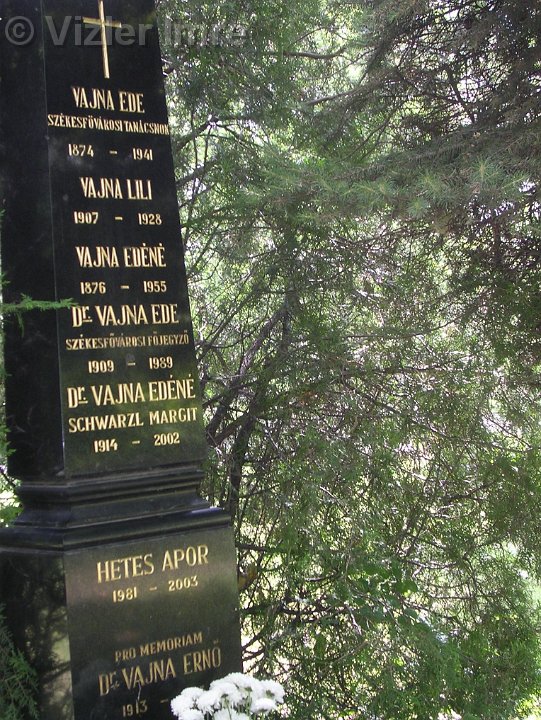 © Vizler Imre
VAJNA EDE
SZÉKESFŐVÁROSI TANÁCSNOK
1874 - 1941
VAJNA LILI
1907 - 1928
VAJNA EDÉNÉ
1876 - 1955
Dr. VAJNA EDE
SZÉKESFŐVÁROSI FŐJEGYZŐ
1909 - 1989
Dr. VAJNA EDÉNÉ
SCHWARZL MARGIT
1914 - 2002
HETES APOR
1981 - 2003
PRO MEMORIAM
Dr. VAJNA ERNŐ
1913 -